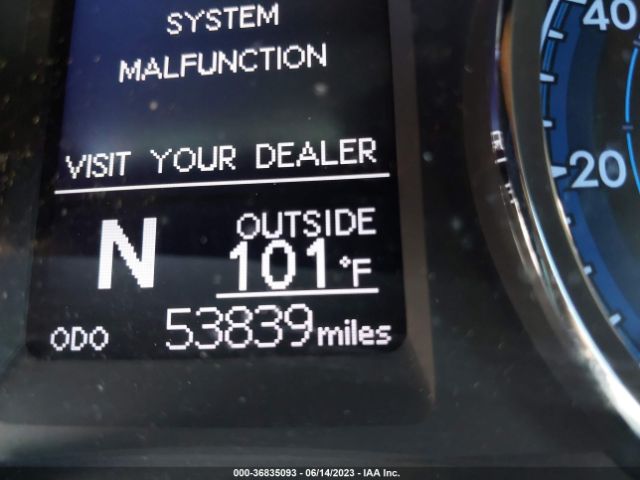 SYSTEM
MALFUNCTION
VISIT YOUR DEALER
N
OUTSIDE
101°F
ODO 53839 miles
40
20
000-36835093 - 06/14/2023 - IAA Inc.